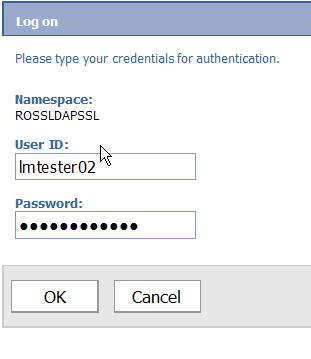 Log on
Please type your credentials for authentication.
Namespace:
ROSSLDAPSSL
User ID:
lmtester02
Password:
●●●●●●●●●●●●
OK
Cancel